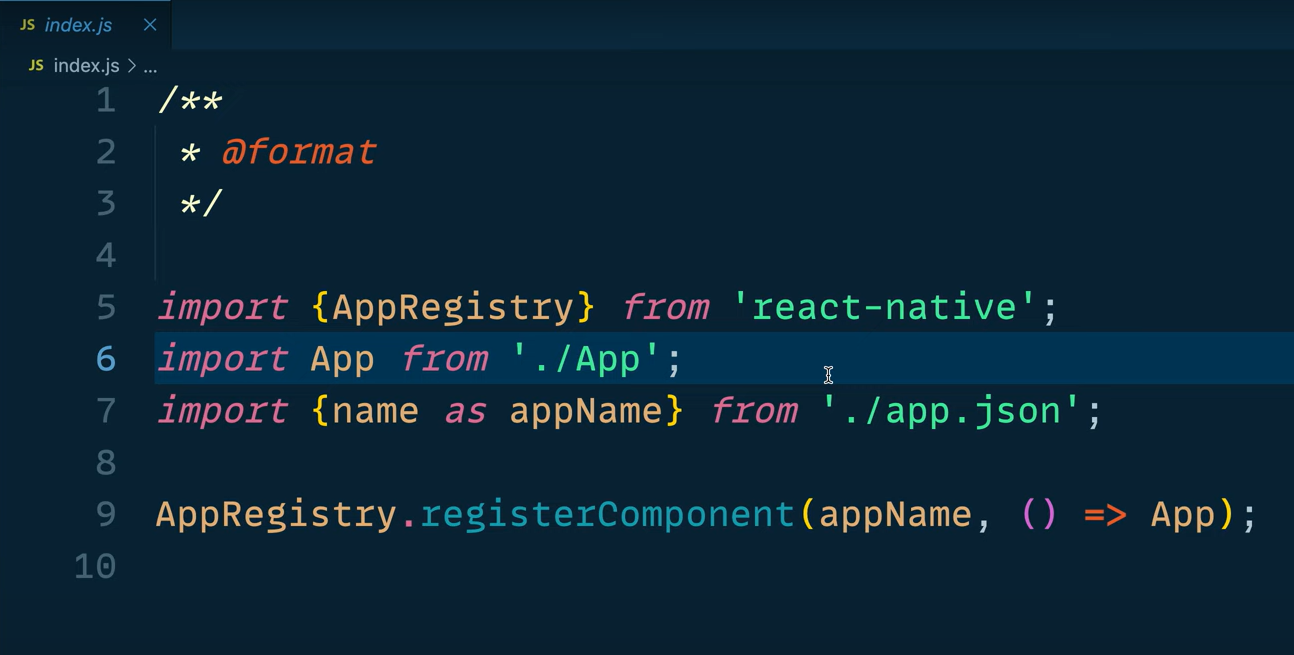 JS index.js ×
JS index.js > ...
1 /**
2  * @format
3  */
4
5 import {AppRegistry} from 'react-native';
6 import App from './App';
7 import {name as appName} from './app.json';
8
9 AppRegistry.registerComponent(appName, () => App);
10